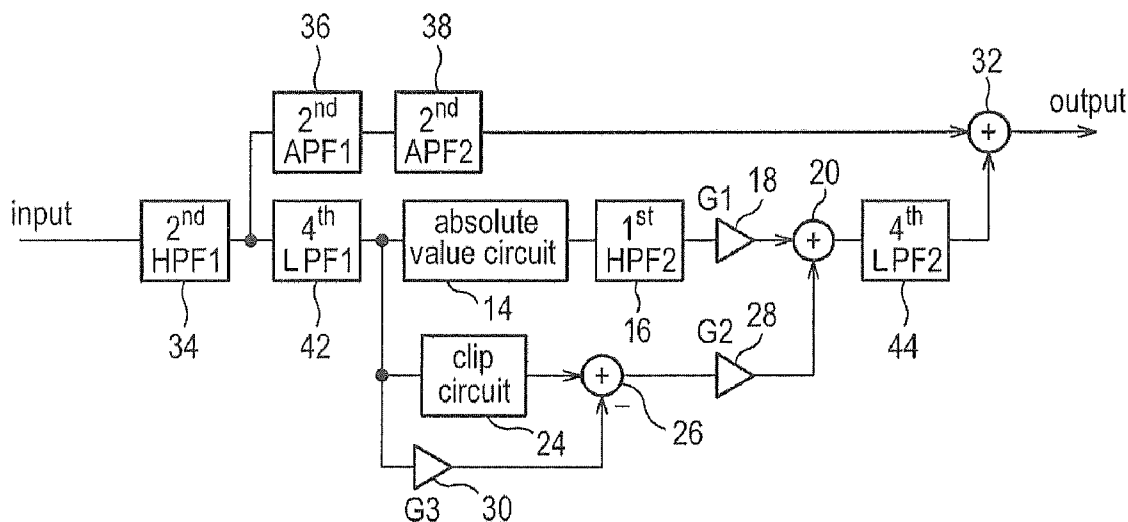 36
38
32
output
2nd
APF1
2nd
APF2
input
2nd
HPF1
4th
LPF1
absolute
value circuit
1st
HPF2
G1
18
20
4th
LPF2
34
42
14
16
44
clip
circuit
24
26
G2
28
G3
30
+
+
+
−